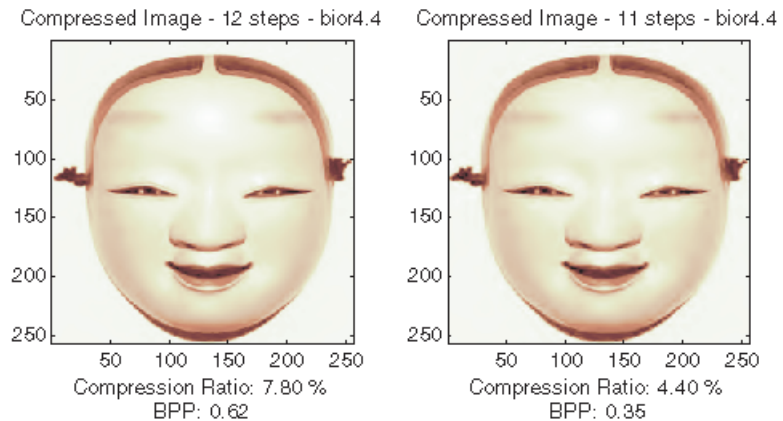 Compressed Image - 12 steps - bior4.4
50
100
150
200
250
50 100 150 200 250
Compression Ratio: 7.80 %
BPP: 0.62
Compressed Image - 11 steps - bior4.4
50
100
150
200
250
50 100 150 200 250
Compression Ratio: 4.40 %
BPP: 0.35